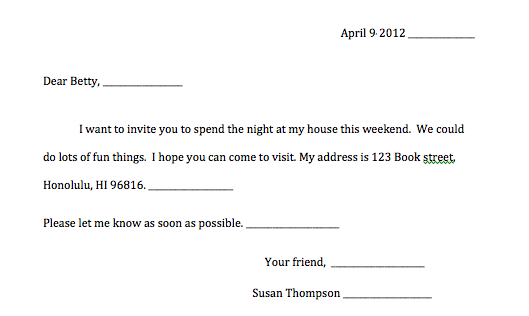 April 9, 2012 ____________
Dear Betty, ______________
I want to invite you to spend the night at my house this weekend. We could
do lots of fun things. I hope you can come to visit. My address is 123 Book street,
Honolulu, HI 96816. _______________
Please let me know as soon as possible. ________________
Your friend, ________________
Susan Thompson ________________